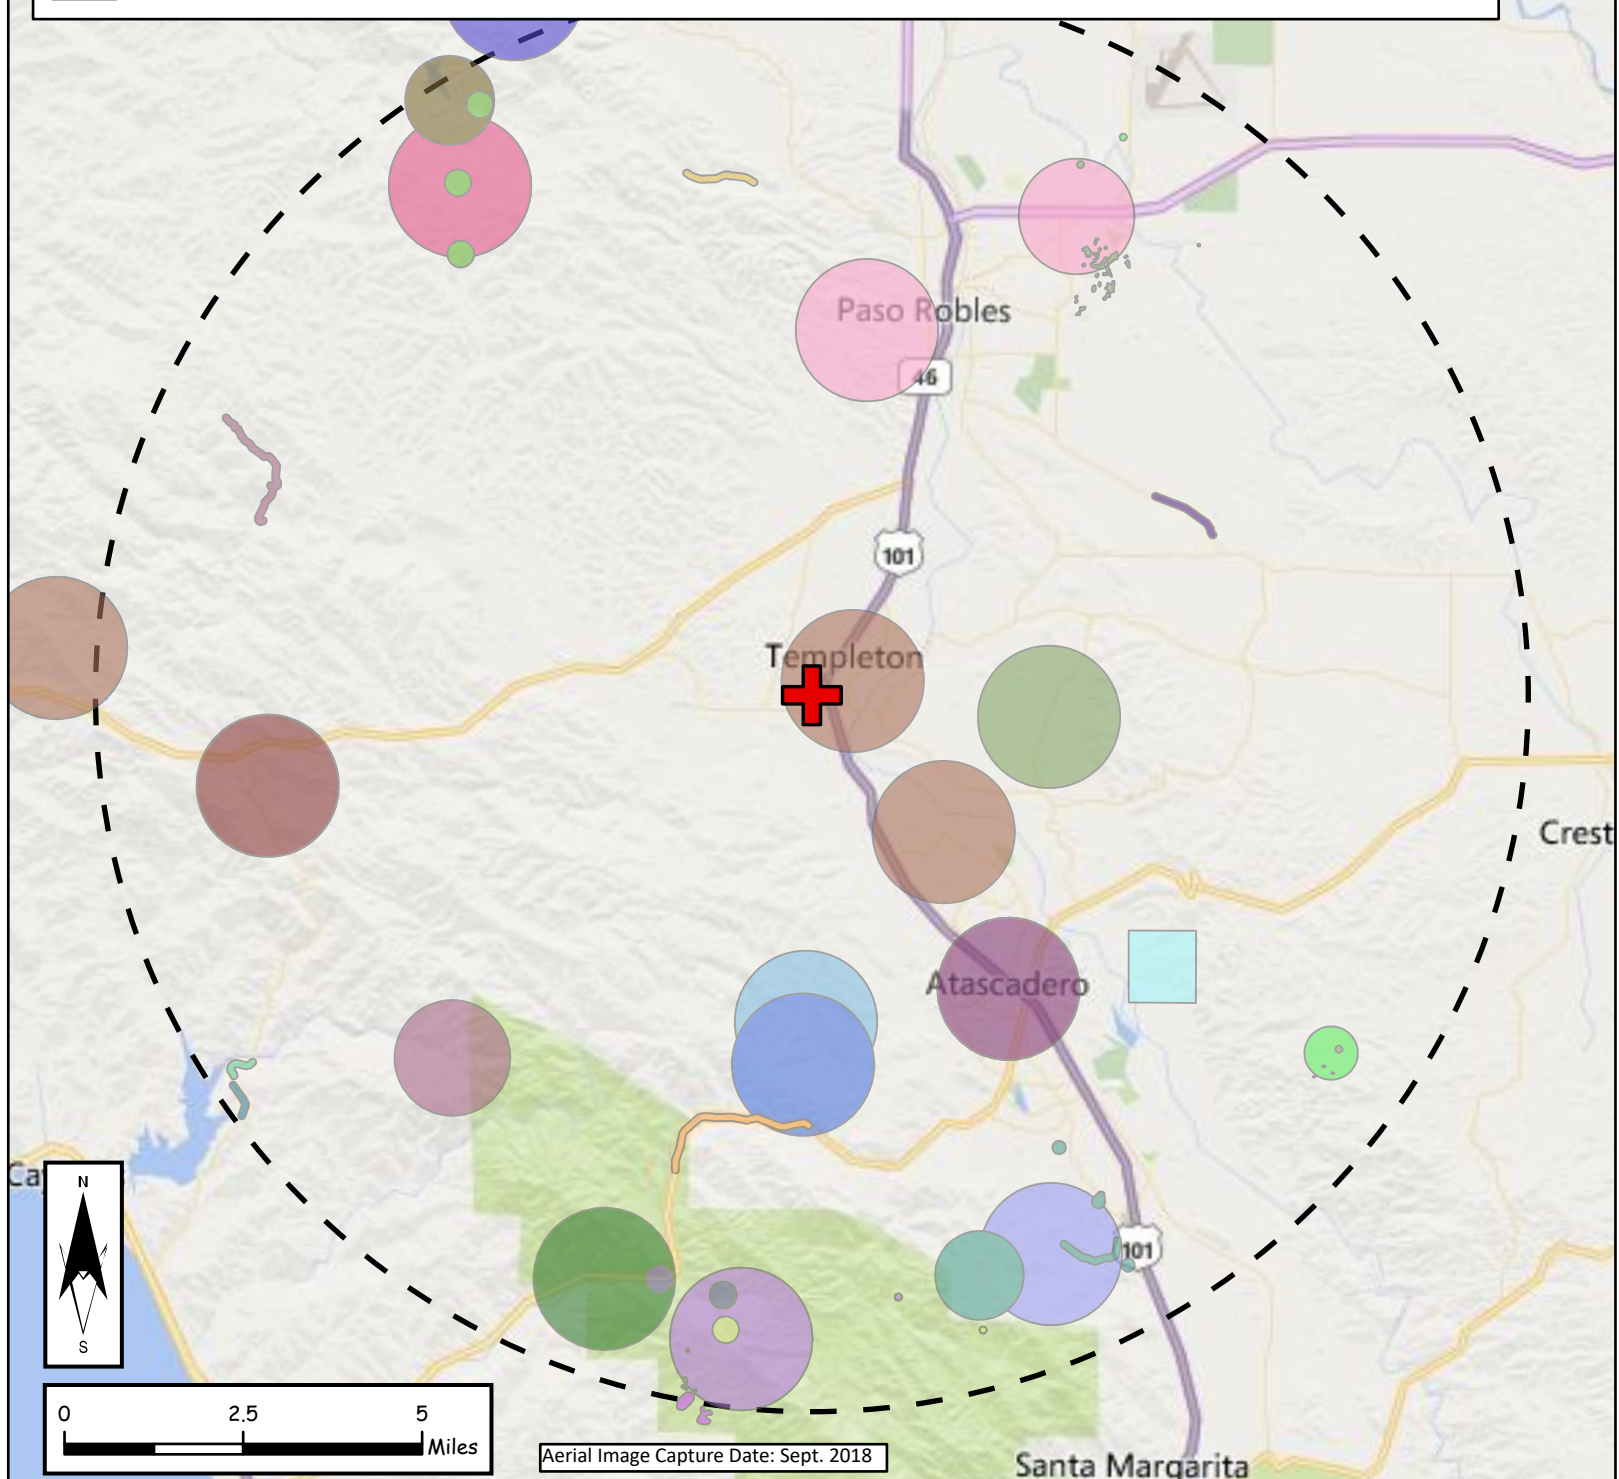 Paso Robles
46
101
Templeton
Crest
Atascadero
Ca
N
S
101
0 2.5 5
Miles
Aerial Image Capture Date: Sept. 2018
Santa Margarita